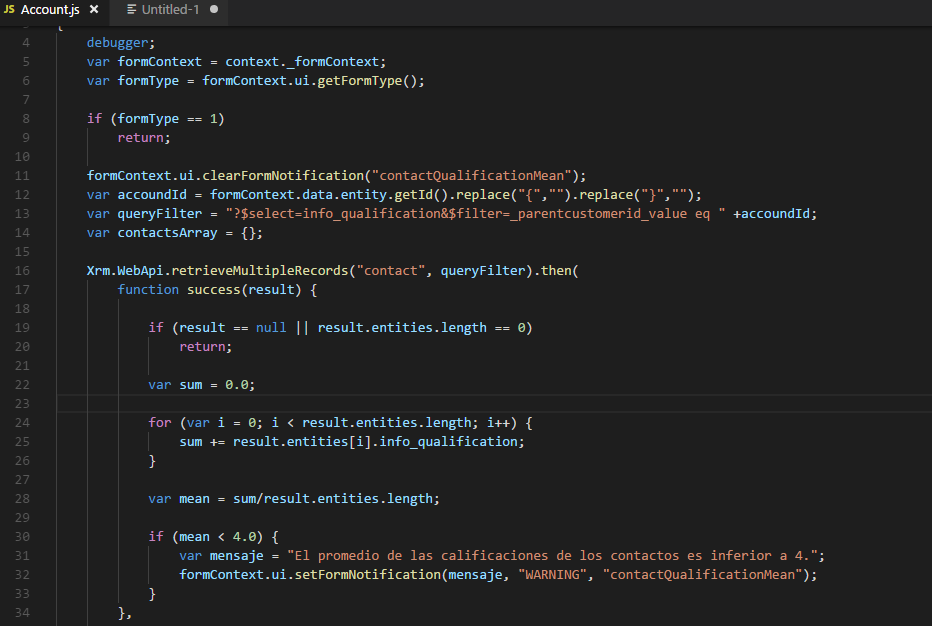 JS Account.js × Untitled-1 ●
3 {
4 debugger;
5 var formContext = context._formContext;
6 var formType = formContext.ui.getFormType();
7
8 if (formType == 1)
9 return;
10
11 formContext.ui.clearFormNotification("contactQualificationMean");
12 var accoundId = formContext.data.entity.getId().replace("{","").replace("}","");
13 var queryFilter = "?$select=info_qualification&$filter=_parentcustomerid_value eq " +accoundId;
14 var contactsArray = {};
15
16 Xrm.WebApi.retrieveMultipleRecords("contact", queryFilter).then(
17 function success(result) {
18
19 if (result == null || result.entities.length == 0)
20 return;
21
22 var sum = 0.0;
23
24 for (var i = 0; i < result.entities.length; i++) {
25 sum += result.entities[i].info_qualification;
26 }
27
28 var mean = sum/result.entities.length;
29
30 if (mean < 4.0) {
31 var mensaje = "El promedio de las calificaciones de los contactos es inferior a 4.";
32 formContext.ui.setFormNotification(mensaje, "WARNING", "contactQualificationMean");
33 }
34 },